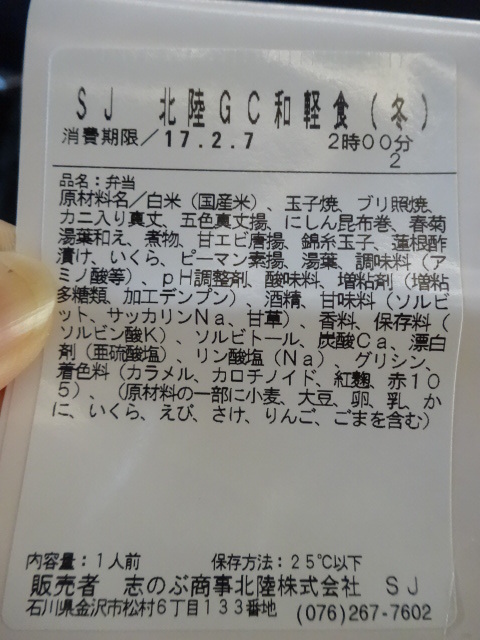 SJ 北陸GC和軽食(冬)
消費期限/17.2.7 2時00分
2
品名:弁当
原材料名/白米(国産米)、玉子焼、ブリ照焼、
カニ入り真丈、五色真丈揚、にしん昆布巻、春菊
湯葉和え、煮物、甘エビ唐揚、錦糸玉子、蓮根酢
漬け、いくら、ピーマン素揚、湯葉、調味料(ア
ミノ酸等)、pH調整剤、酸味料、増粘剤(増粘
多糖類、加工デンプン)、酒精、甘味料(ソルビ
ット、サッカリンNa、甘草)、香料、保存料(
ソルビン酸K)、ソルビトール、炭酸Ca、漂白
剤(亜硫酸塩)、リン酸塩(Na)、グリシン、
着色料(カラメル、カロチノイド、紅麹、赤10
5)、(原材料の一部に小麦、大豆、卵、乳、か
に、いくら、えび、さけ、りんご、ごまを含む)
内容量:1人前 保存方法:25℃以下
販売者 志のぶ商事北陸株式会社 SJ
石川県金沢市松村6丁目133番地 (076)267-7602